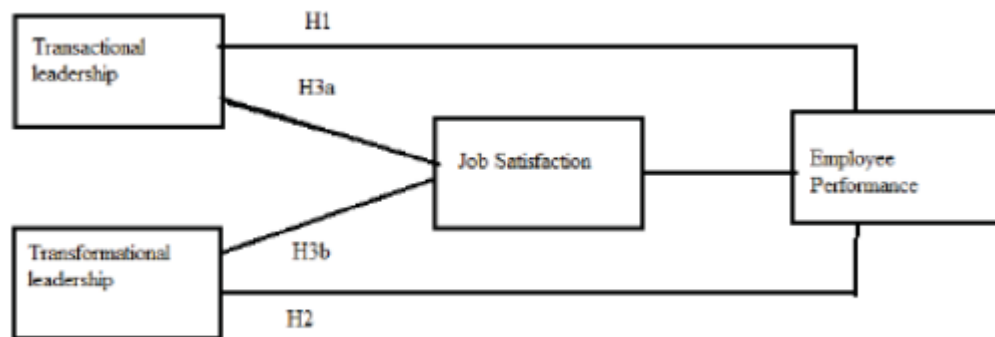 H1
Transactional
leadership
H3a
Job Satisfaction
Employee
Performance
Transformational
leadership
H3b
H2